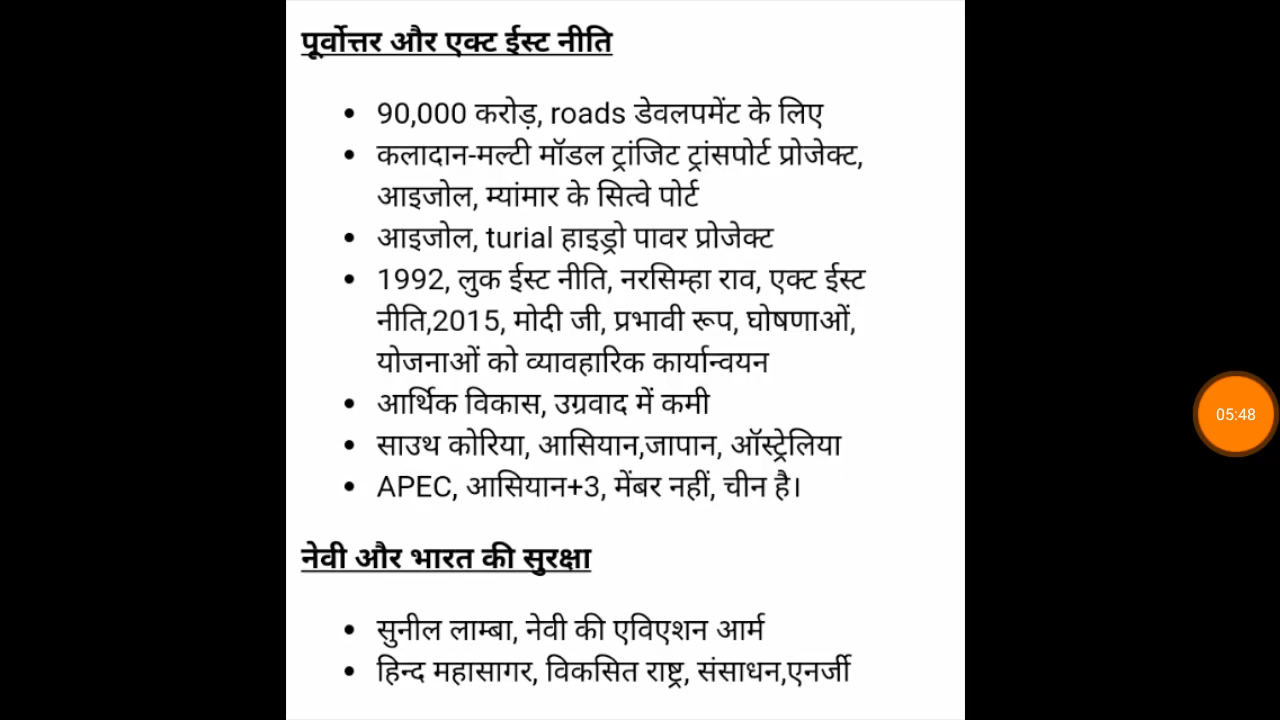 पूर्वोत्तर और एक्ट ईस्ट नीति
• 90,000 करोड़, roads डेवलपमेंट के लिए
• कलादान-मल्टी मॉडल ट्रांजिट ट्रांसपोर्ट प्रोजेक्ट,
आइजोल, म्यांमार के सित्वे पोर्ट
• आइजोल, turial हाइड्रो पावर प्रोजेक्ट
• 1992, लुक ईस्ट नीति, नरसिम्हा राव, एक्ट ईस्ट
नीति,2015, मोदी जी, प्रभावी रूप, घोषणाओं,
योजनाओं को व्यावहारिक कार्यान्वयन
• आर्थिक विकास, उग्रवाद में कमी
• साउथ कोरिया, आसियान,जापान, ऑस्ट्रेलिया
• APEC, आसियान+3, मेंबर नहीं, चीन है।
नेवी और भारत की सुरक्षा
• सुनील लाम्बा, नेवी की एविएशन आर्म
• हिन्द महासागर, विकसित राष्ट्र, संसाधन,एनर्जी
05:48